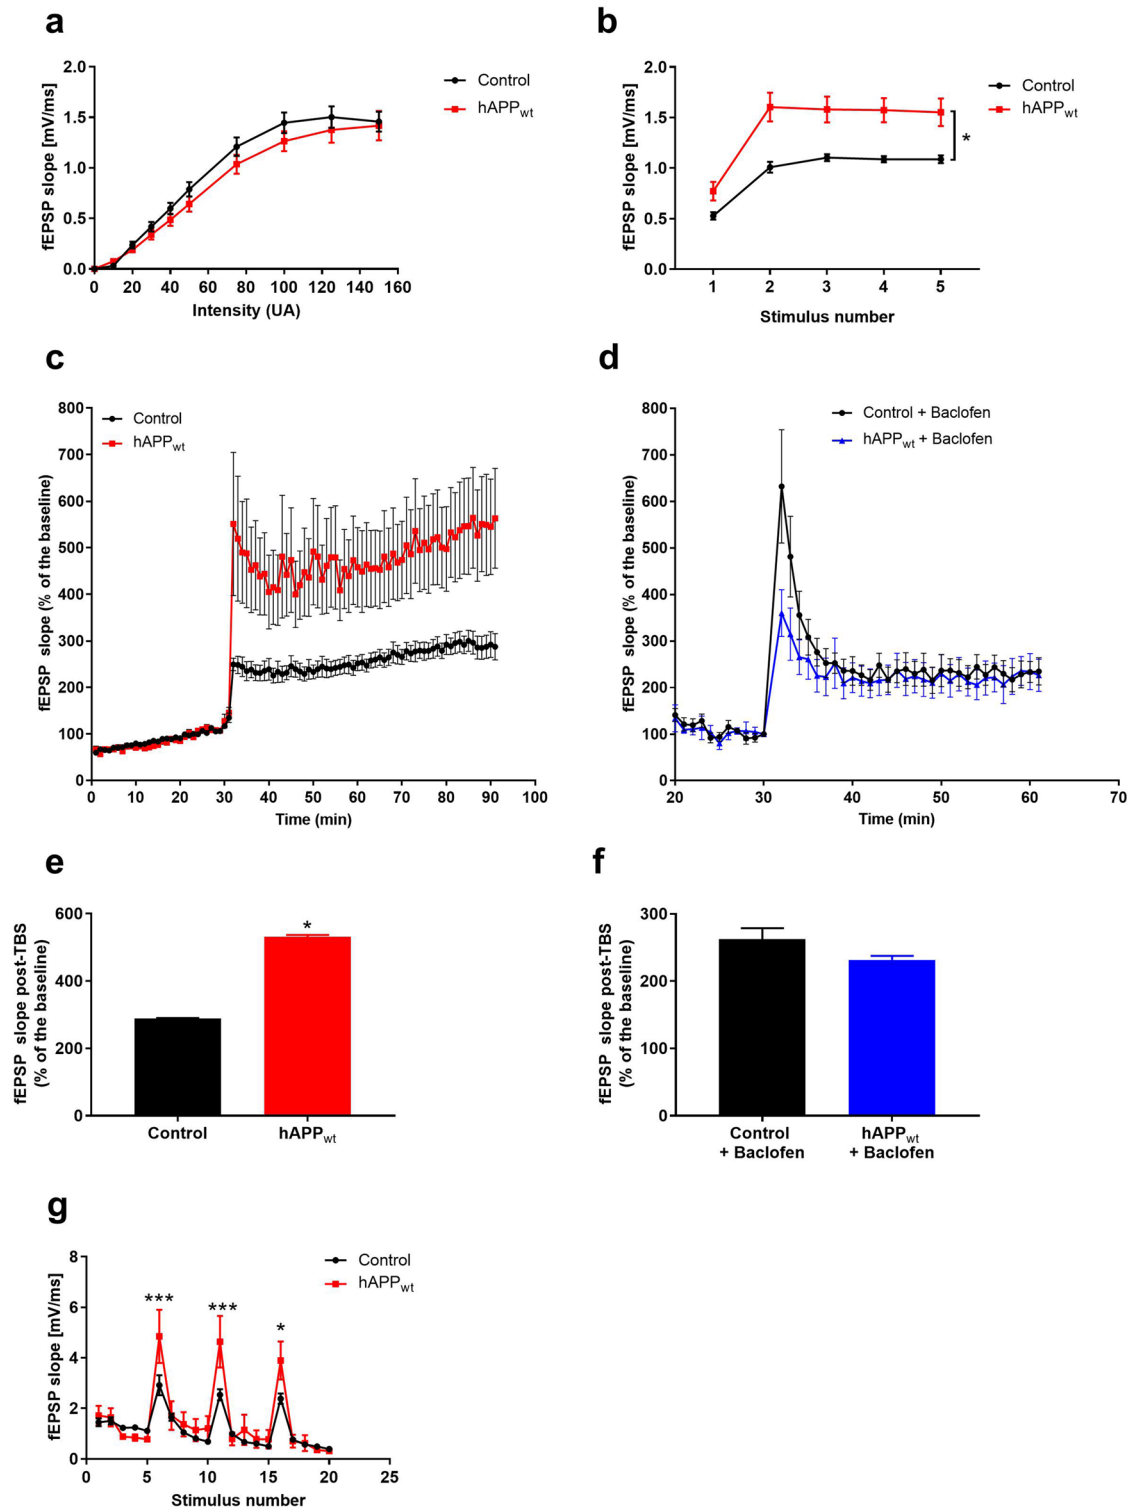 a
fEPSP slope [mV/ms]
2.0
1.5
1.0
0.5
0.0
0 20 40 60 80 100 120 140 160
Intensity (UA)
Control
hAPPwt
b
fEPSP slope [mV/ms]
2.0
1.5
1.0
0.5
0.0
1 2 3 4 5
Stimulus number
Control
hAPPwt
*
c
fEPSP slope (% of the baseline)
800
700
600
500
400
300
200
100
0
0 10 20 30 40 50 60 70 80 90 100
Time (min)
Control
hAPPwt
d
fEPSP slope (% of the baseline)
800
700
600
500
400
300
200
100
0
20 30 40 50 60 70
Time (min)
Control + Baclofen
hAPPwt + Baclofen
e
fEPSP slope post-TBS
(% of the baseline)
600
400
200
0
*
Control hAPPwt
f
fEPSP slope post-TBS
(% of the baseline)
300
200
100
0
Control hAPPwt
+ Baclofen + Baclofen
g
fEPSP slope [mV/ms]
8
6
4
2
0
*** *** *
0 5 10 15 20 25
Stimulus number
Control
hAPPwt